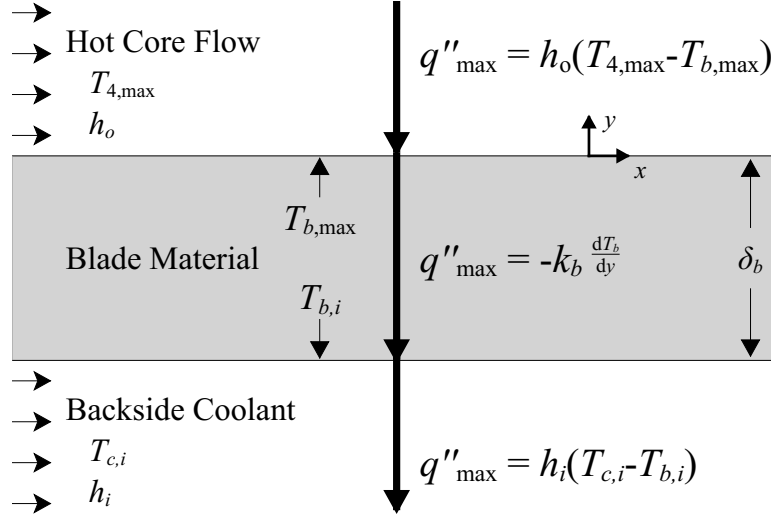 Hot Core Flow
T4,max
ho
q″max = ho(T4,max-Tb,max)
y
x
Tb,max
Blade Material
q″max = -kb dTb/dy
δb
Tb,i
Backside Coolant
Tc,i
hi
q″max = hi(Tc,i-Tb,i)